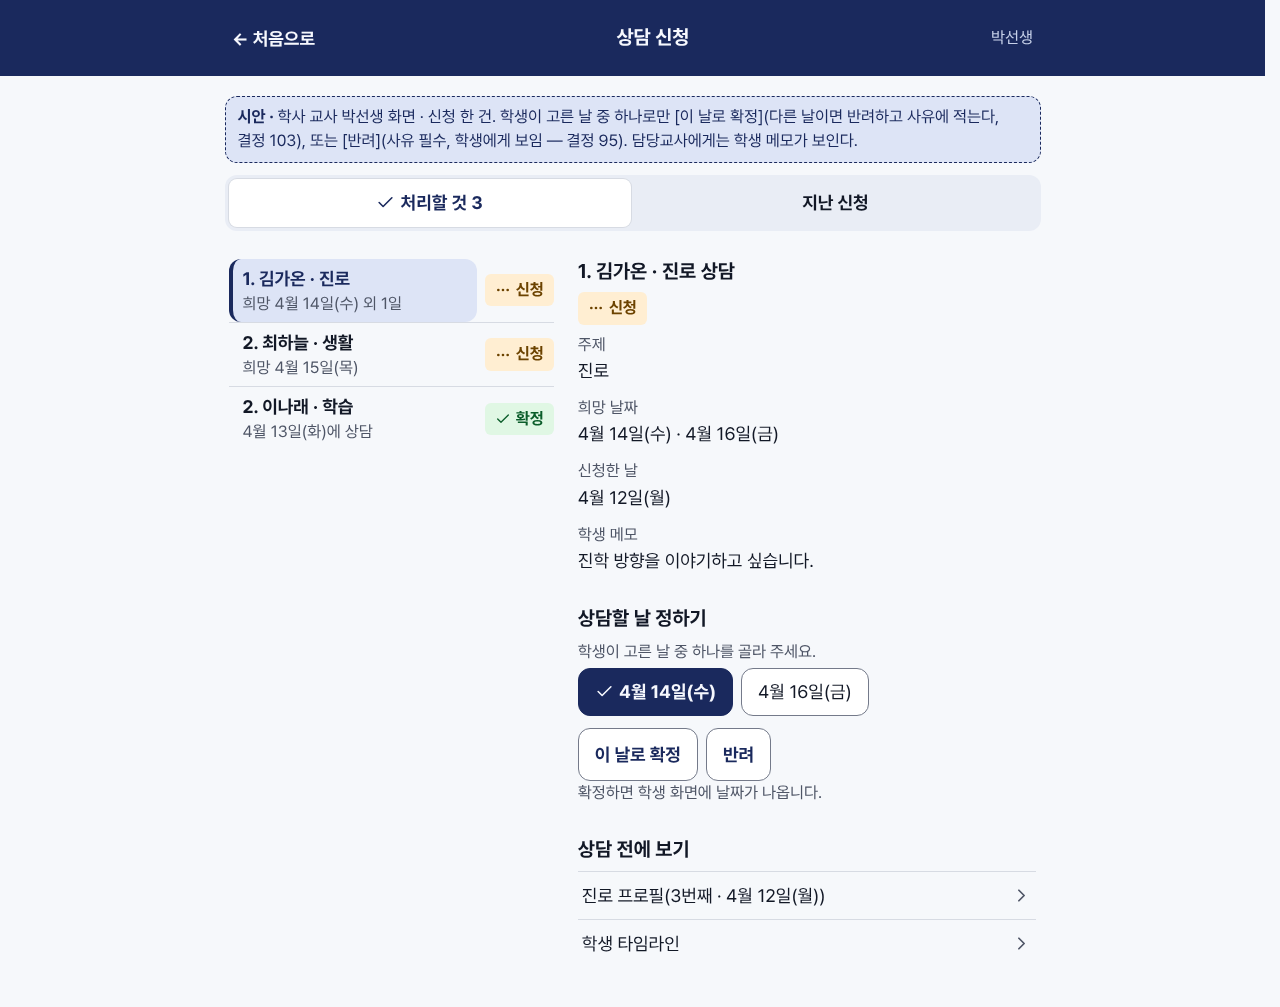 ← 처음으로
상담 신청
박선생
시안 · 학사 교사 박선생 화면 · 신청 한 건. 학생이 고른 날 중 하나로만 [이 날로 확정](다른 날이면 반려하고 사유에 적는다,
결정 103), 또는 [반려](사유 필수, 학생에게 보임 — 결정 95). 담당교사에게는 학생 메모가 보인다.
✓ 처리할 것 3
지난 신청
1. 김가온 · 진로
희망 4월 14일(수) 외 1일
··· 신청
2. 최하늘 · 생활
희망 4월 15일(목)
··· 신청
2. 이나래 · 학습
4월 13일(화)에 상담
✓ 확정
1. 김가온 · 진로 상담
··· 신청
주제
진로
희망 날짜
4월 14일(수) · 4월 16일(금)
신청한 날
4월 12일(월)
학생 메모
진학 방향을 이야기하고 싶습니다.
상담할 날 정하기
학생이 고른 날 중 하나를 골라 주세요.
✓ 4월 14일(수)
4월 16일(금)
이 날로 확정
반려
확정하면 학생 화면에 날짜가 나옵니다.
상담 전에 보기
진로 프로필(3번째 · 4월 12일(월))
학생 타임라인